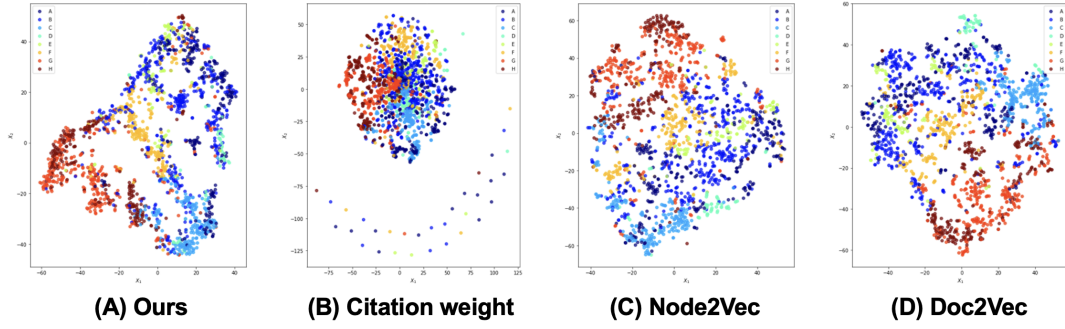 A
B
C
D
E
F
G
H
40
20
0
-20
-40
-60
-40
-20
0
20
40
X2
X1
(A) Ours
A
B
C
D
E
F
G
H
50
25
0
-25
-50
-75
-100
-125
-75
-50
-25
0
25
50
75
100
125
X2
X1
(B) Citation weight
A
B
C
D
E
F
G
H
60
40
20
0
-20
-40
-60
-40
-20
0
20
40
X2
X1
(C) Node2Vec
A
B
C
D
E
F
G
H
60
40
20
0
-20
-40
-60
-40
-20
0
20
40
X2
X1
(D) Doc2Vec